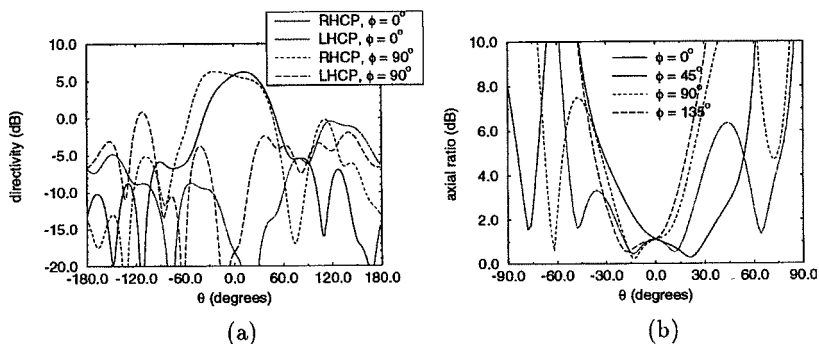 RHCP, ϕ = 0°
LHCP, ϕ = 0°
RHCP, ϕ = 90°
LHCP, ϕ = 90°
10.0
5.0
0.0
-5.0
-10.0
-15.0
-20.0
directivity (dB)
-180.0 -120.0 -60.0 0.0 60.0 120.0 180.0
θ (degrees)
(a)
ϕ = 0°
ϕ = 45°
ϕ = 90°
ϕ = 135°
10.0
8.0
6.0
4.0
2.0
0.0
axial ratio (dB)
-90.0 -60.0 -30.0 0.0 30.0 60.0 90.0
θ (degrees)
(b)